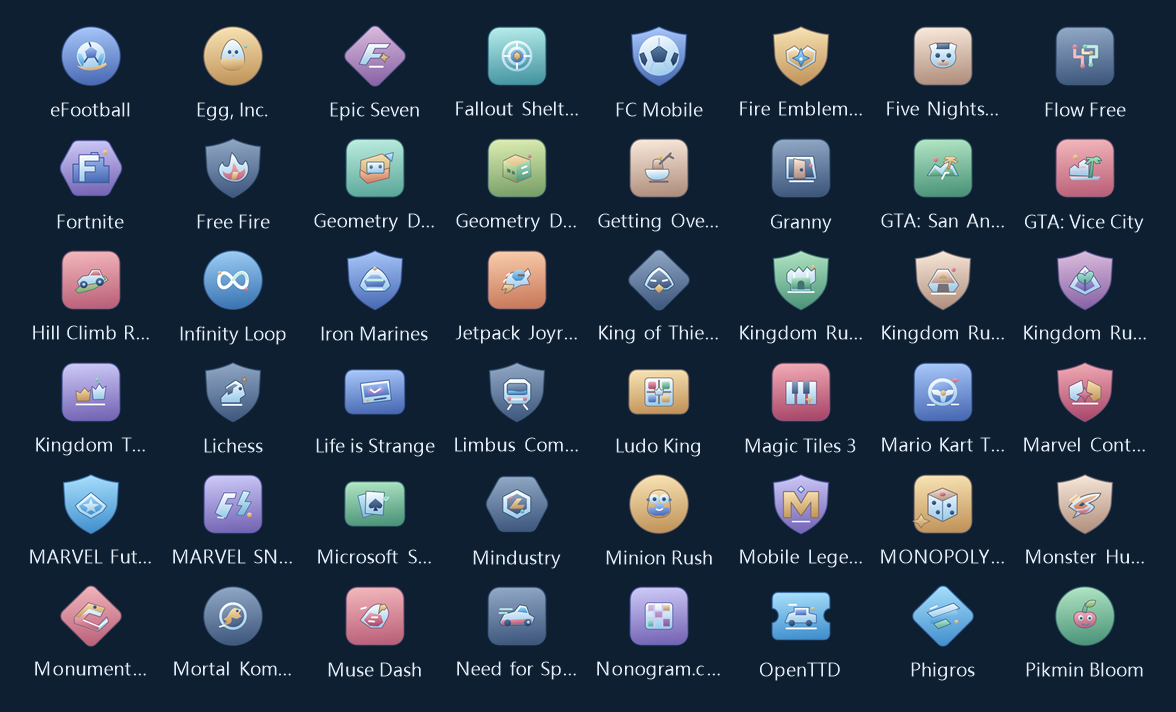 eFootball
Egg, Inc.
Epic Seven
Fallout Shelt...
FC Mobile
Fire Emblem...
Five Nights...
Flow Free
F
F
Fortnite
Free Fire
Geometry D...
Geometry D...
Getting Ove...
Granny
GTA: San An...
GTA: Vice City
Hill Climb R...
Infinity Loop
Iron Marines
Jetpack Joyr...
King of Thie...
Kingdom Ru...
Kingdom Ru...
Kingdom Ru...
Kingdom T...
Lichess
Life is Strange
Limbus Com...
Ludo King
Magic Tiles 3
Mario Kart T...
Marvel Cont...
M
MARVEL Fut...
MARVEL SN...
Microsoft S...
Mindustry
Minion Rush
Mobile Lege...
MONOPOLY...
Monster Hu...
Monument...
Mortal Kom...
Muse Dash
Need for Sp...
Nonogram.c...
OpenTTD
Phigros
Pikmin Bloom